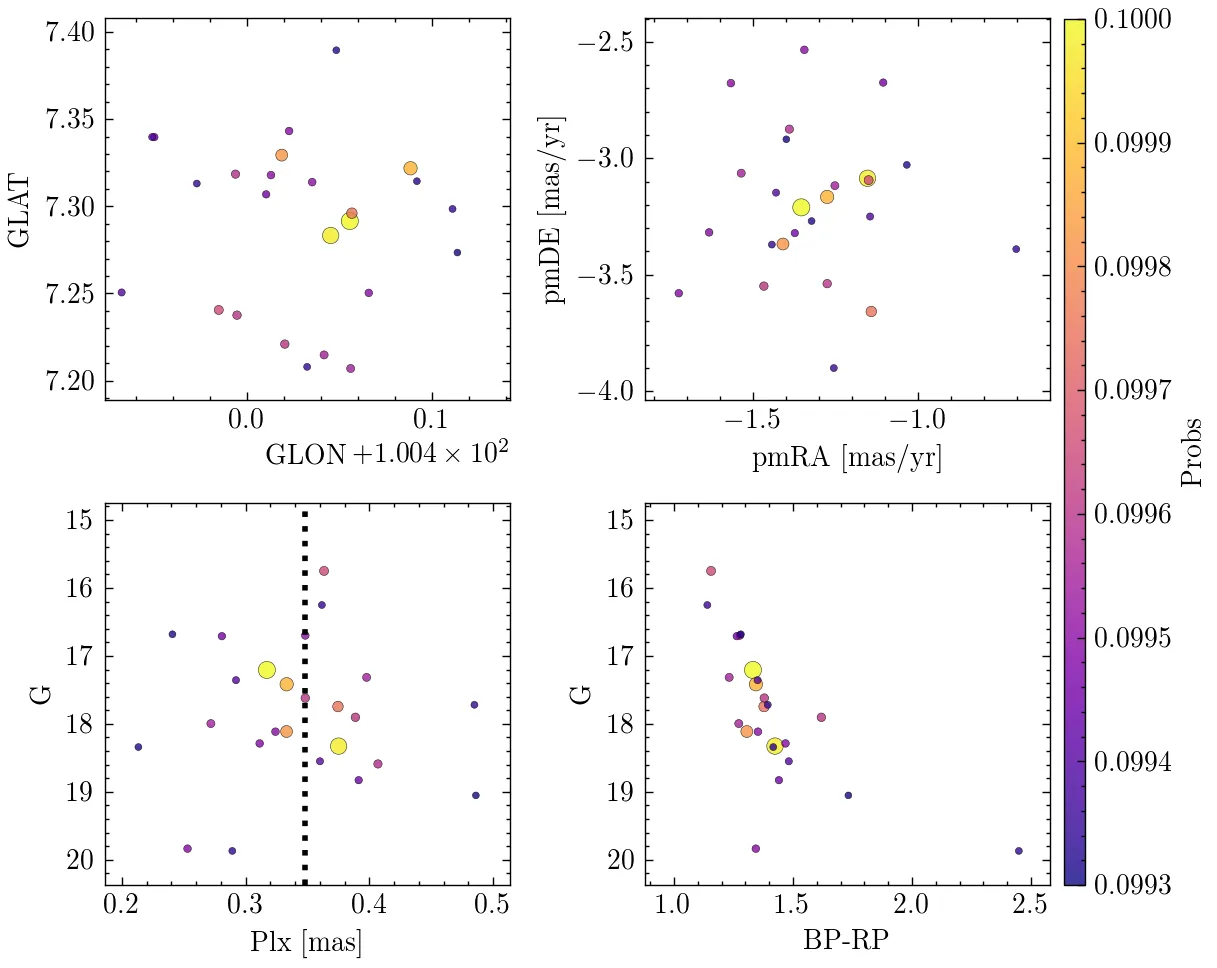 7.40
7.35
7.30
7.25
7.20
GLAT
0.0 0.1
GLON +1.004 × 10²
−2.5
−3.0
−3.5
−4.0
pmDE [mas/yr]
−1.5 −1.0
pmRA [mas/yr]
0.1000
0.0999
0.0998
0.0997
0.0996
0.0995
0.0994
0.0993
Probs
15
16
17
18
19
20
G
0.2 0.3 0.4 0.5
Plx [mas]
15
16
17
18
19
20
G
1.0 1.5 2.0 2.5
BP-RP